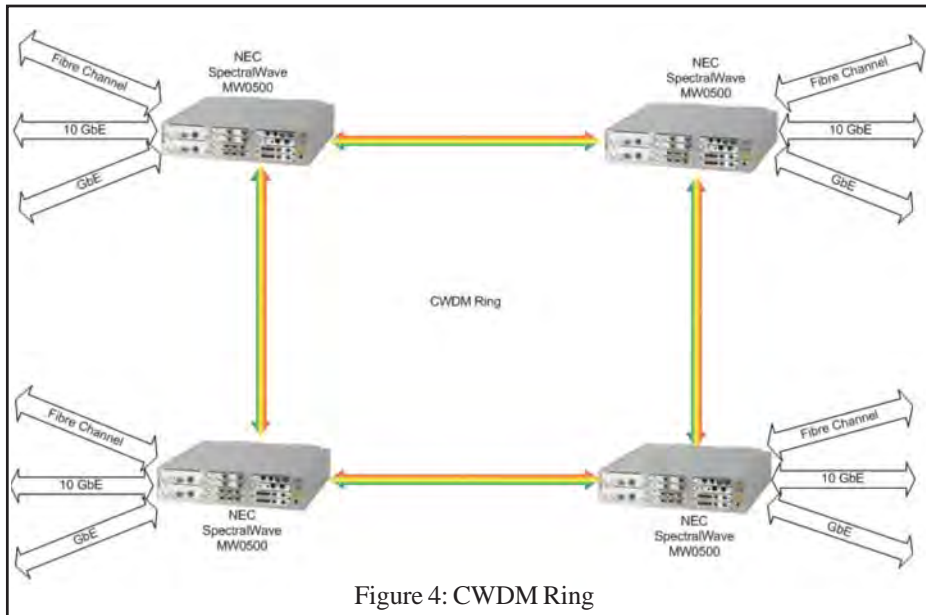 NEC
SpectralWave
MW0500
NEC
SpectralWave
MW0500
Fibre Channel
10 GbE
GbE
Fibre Channel
10 GbE
GbE
CWDM Ring
Fibre Channel
10 GbE
GbE
Fibre Channel
10 GbE
GbE
NEC
SpectralWave
MW0500
NEC
SpectralWave
MW0500
Figure 4: CWDM Ring